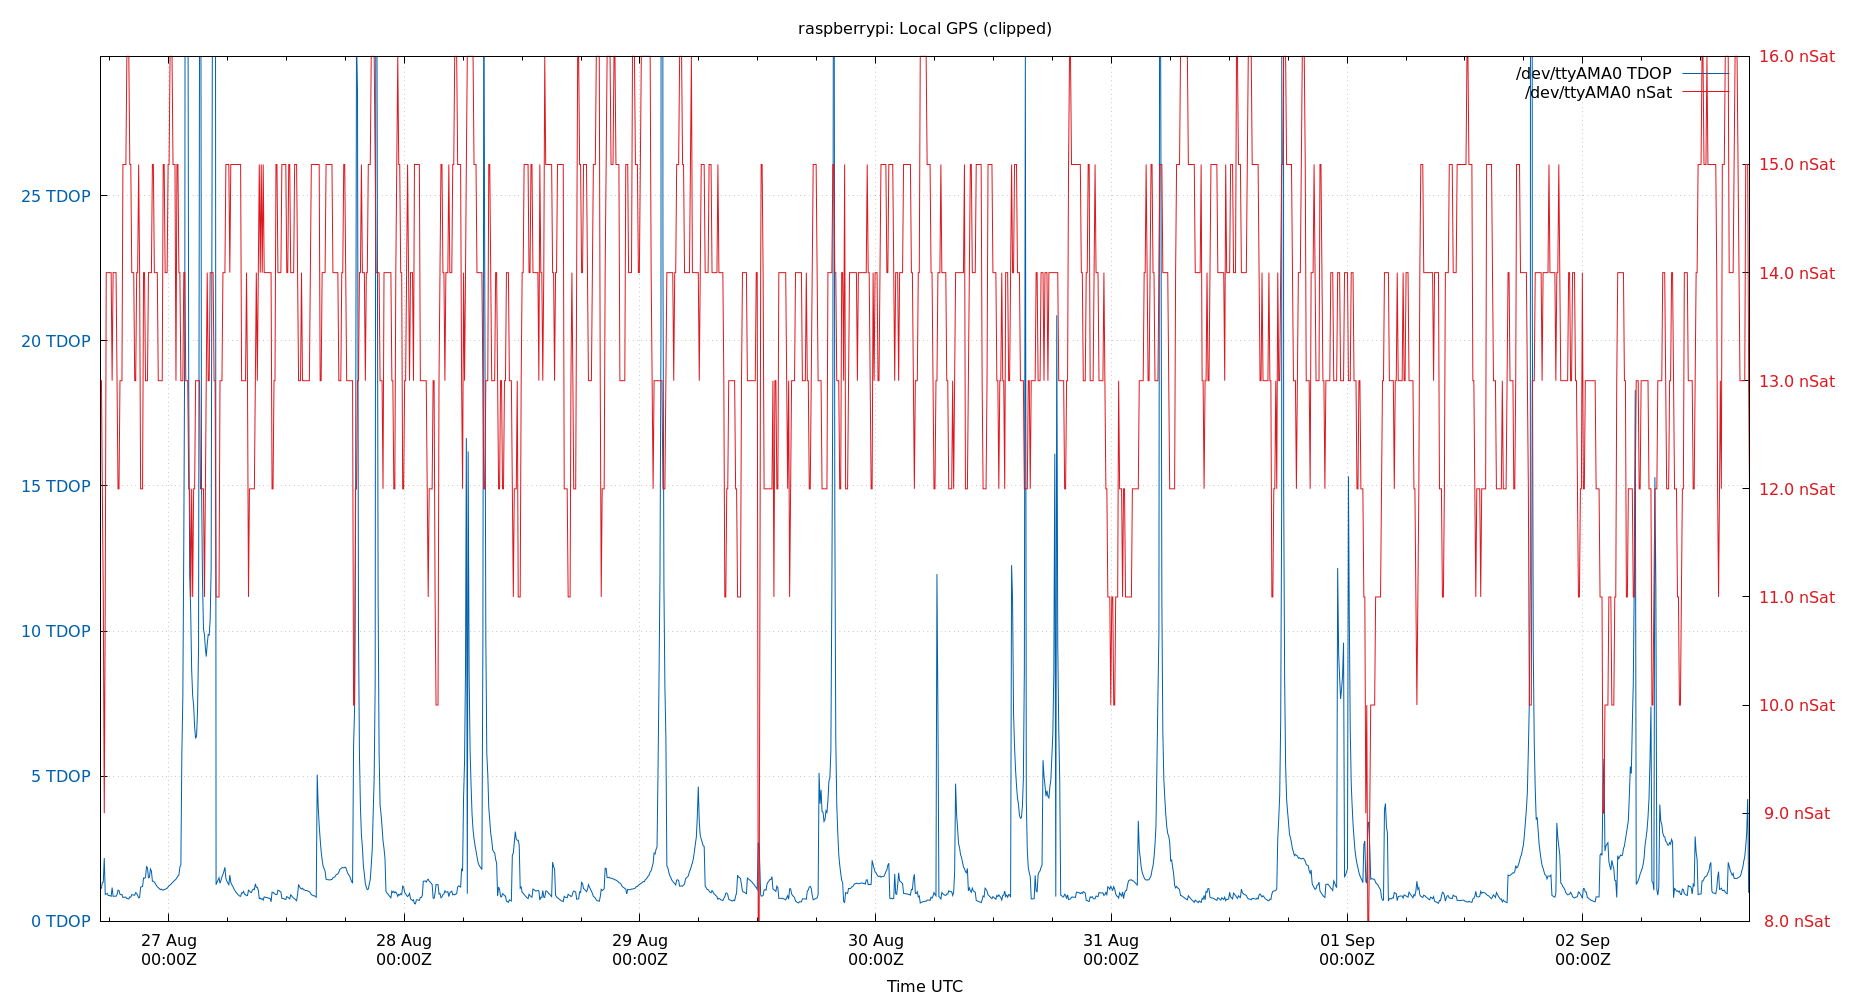 raspberrypi: Local GPS (clipped)
/dev/ttyAMA0 TDOP
/dev/ttyAMA0 nSat
25 TDOP
20 TDOP
15 TDOP
10 TDOP
5 TDOP
0 TDOP
16.0 nSat
15.0 nSat
14.0 nSat
13.0 nSat
12.0 nSat
11.0 nSat
10.0 nSat
9.0 nSat
8.0 nSat
27 Aug 28 Aug 29 Aug 30 Aug 31 Aug 01 Sep 02 Sep
00:00Z 00:00Z 00:00Z 00:00Z 00:00Z 00:00Z 00:00Z
Time UTC